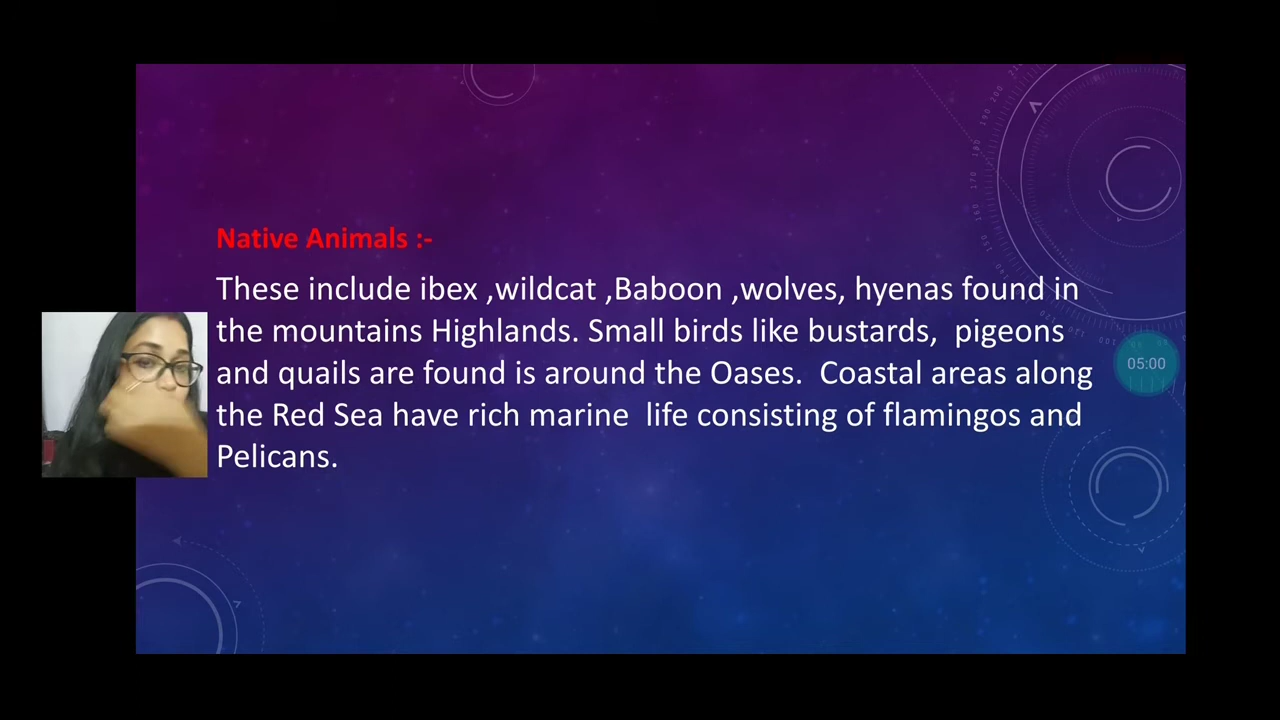 Native Animals :-
These include ibex ,wildcat ,Baboon ,wolves, hyenas found in
the mountains Highlands. Small birds like bustards,  pigeons
and quails are found is around the Oases.  Coastal areas along
the Red Sea have rich marine  life consisting of flamingos and
Pelicans.
05:00